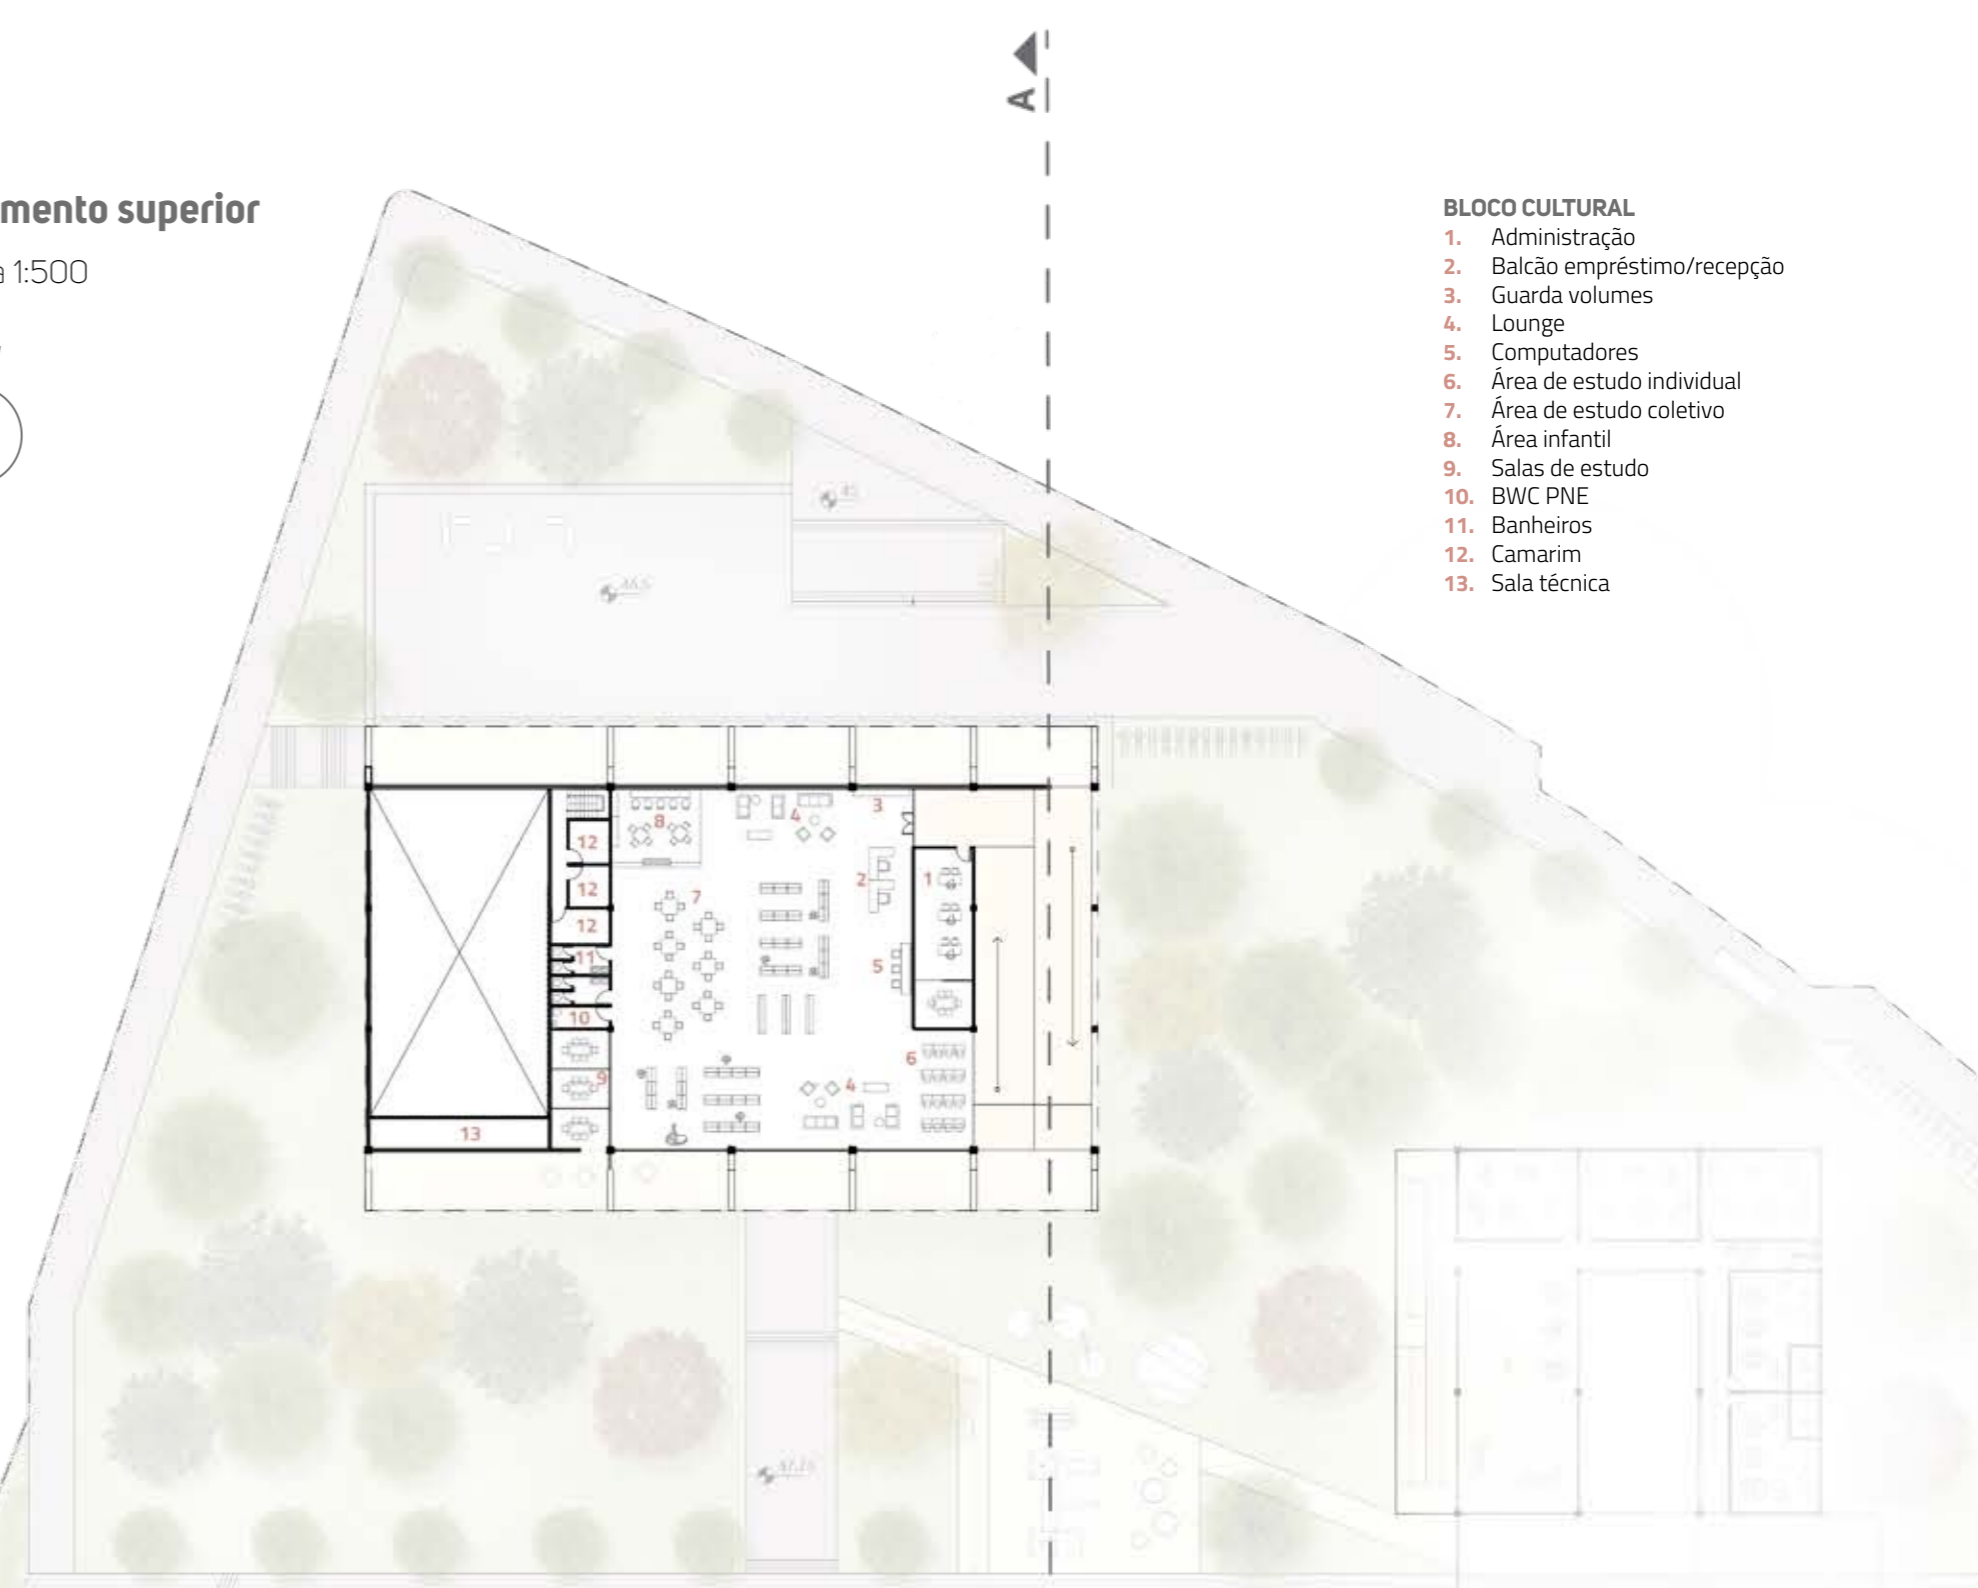 A
mento superior
a 1:500
BLOCO CULTURAL
1. Administração
2. Balcão empréstimo/recepção
3. Guarda volumes
4. Lounge
5. Computadores
6. Área de estudo individual
7. Área de estudo coletivo
8. Área infantil
9. Salas de estudo
10. BWC PNE
11. Banheiros
12. Camarim
13. Sala técnica
8
4
3
12
2
1
12
7
12
11
5
10
6
9
4
13